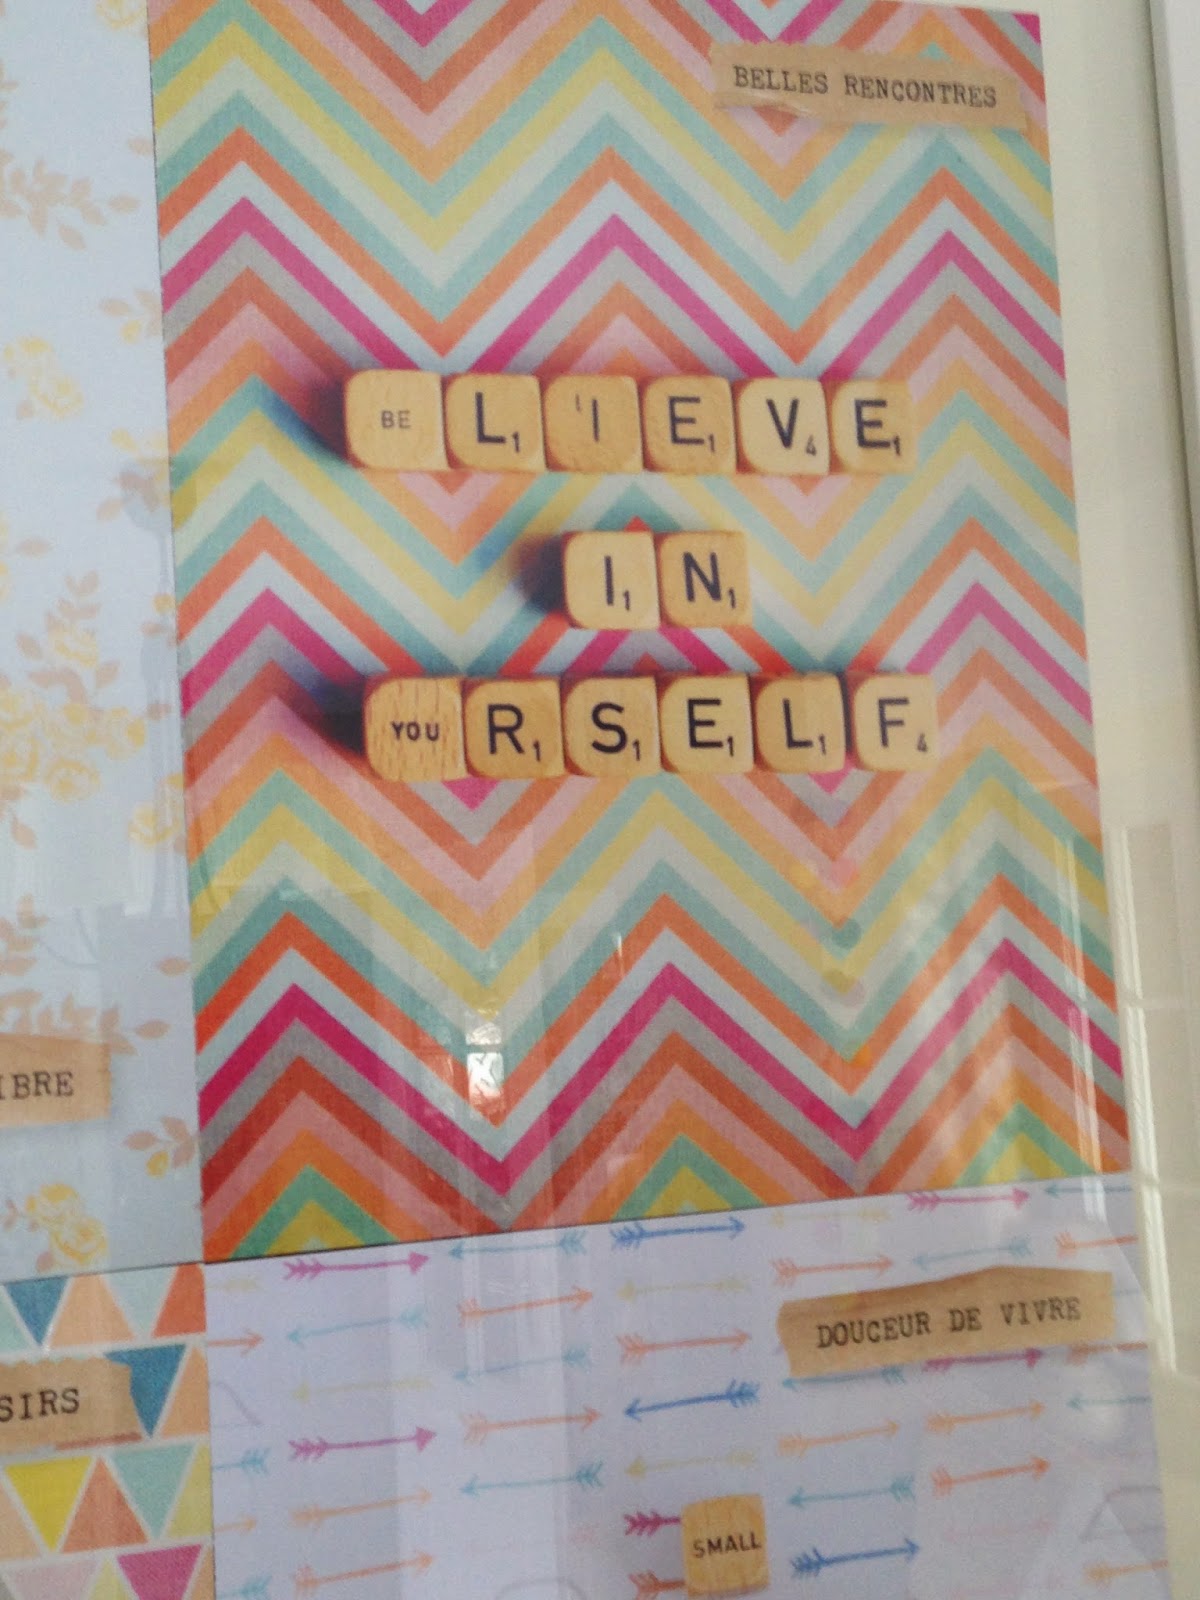 BELLES RENCONTRES
BE L1 I E1 V4 E1
I1 N1
YOU R1 S1 E1 L1 F4
IBRE
DOUCEUR DE VIVRE
SIRS
SMALL